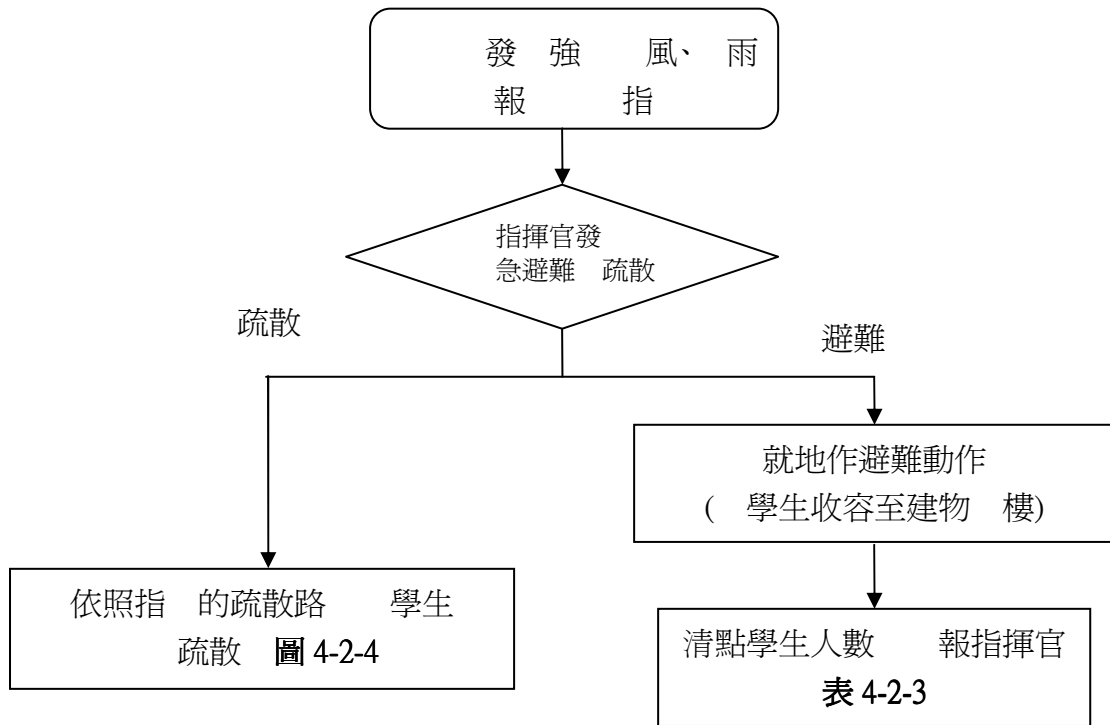 發 強 風、 雨
報 指
指揮官發
急避難 疏散
疏散
避難
就地作避難動作
( 學生收容至建物 樓)
依照指 的疏散路 學生
疏散 圖 4-2-4
清點學生人數 報指揮官
表 4-2-3